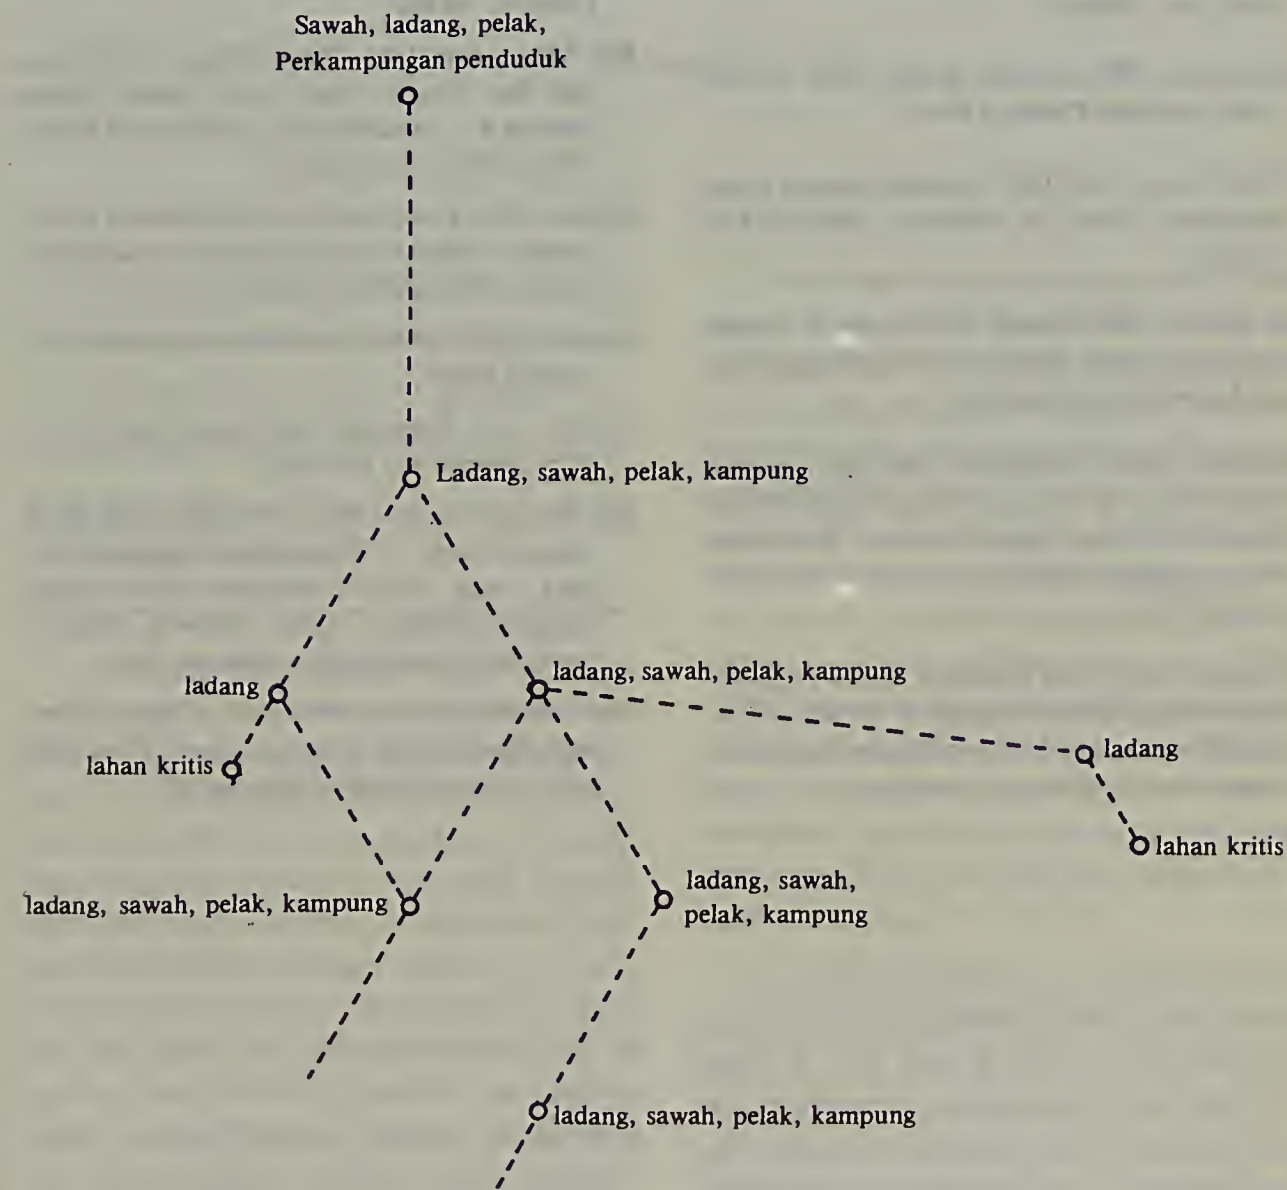 Sawah, ladang, pelak,
Perkampungan penduduk
Ladang, sawah, pelak, kampung
ladang
ladang, sawah, pelak, kampung
lahan kritis
ladang
lahan kritis
ladang, sawah, pelak, kampung
ladang, sawah,
pelak, kampung
ladang, sawah, pelak, kampung